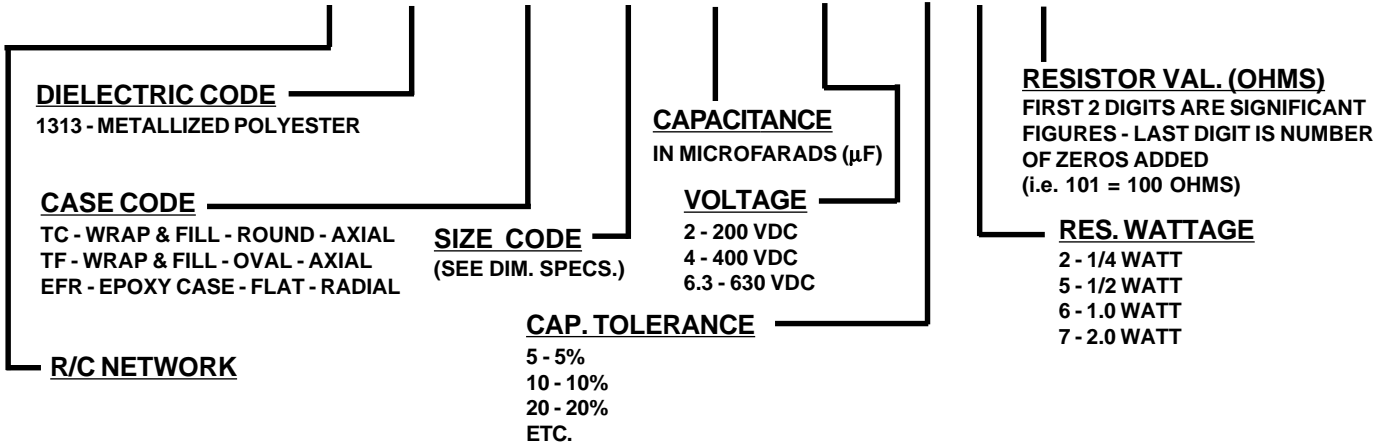 DIELECTRIC CODE
1313 - METALLIZED POLYESTER
CASE CODE
TC - WRAP & FILL - ROUND - AXIAL
TF - WRAP & FILL - OVAL - AXIAL
EFR - EPOXY CASE - FLAT - RADIAL
R/C NETWORK
SIZE CODE
(SEE DIM. SPECS.)
CAP. TOLERANCE
5 - 5%
10 - 10%
20 - 20%
ETC.
CAPACITANCE
IN MICROFARADS (μF)
VOLTAGE
2 - 200 VDC
4 - 400 VDC
6.3 - 630 VDC
RESISTOR VAL. (OHMS)
FIRST 2 DIGITS ARE SIGNIFICANT
FIGURES - LAST DIGIT IS NUMBER
OF ZEROS ADDED
(i.e. 101 = 100 OHMS)
RES. WATTAGE
2 - 1/4 WATT
5 - 1/2 WATT
6 - 1.0 WATT
7 - 2.0 WATT